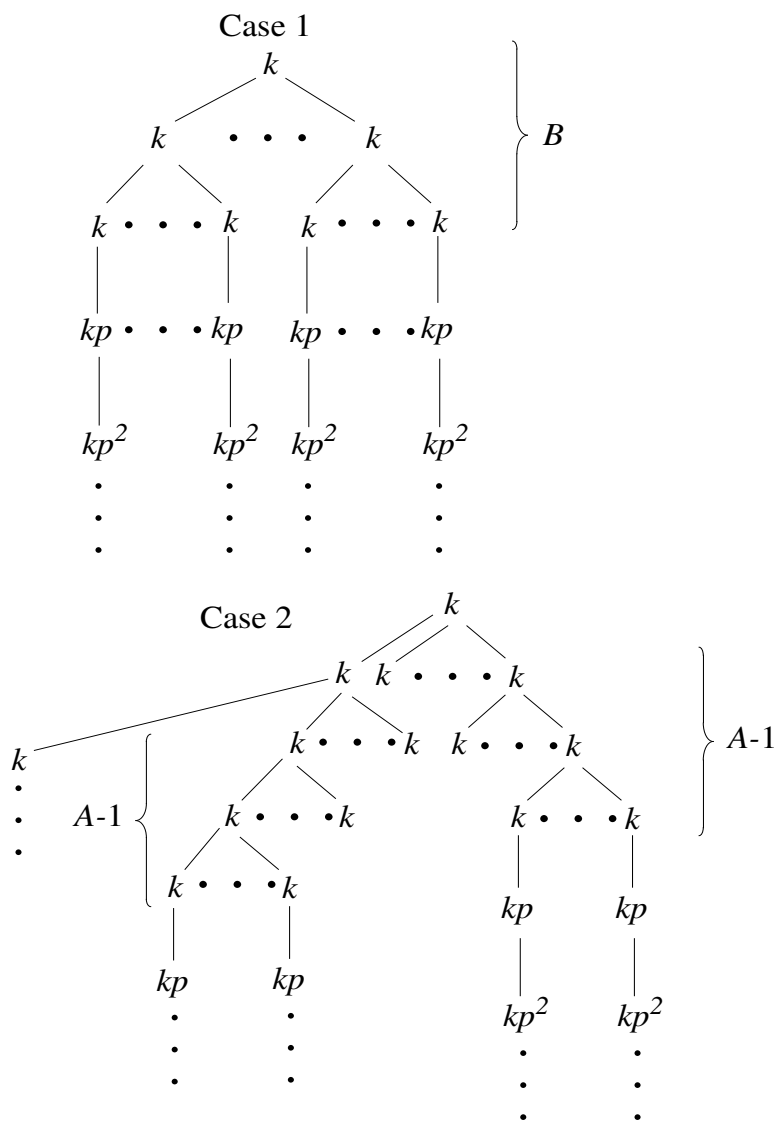 Case 1
k
B
k • • • k
k • • • k k • • • k
kp • • • kp kp • • • kp
kp² kp² kp² kp²
Case 2
k
k k • • • k
A-1
k k • • • k k • • • k
A-1
k • • • k k • • • k
k • • • k
kp kp
kp kp
kp² kp²